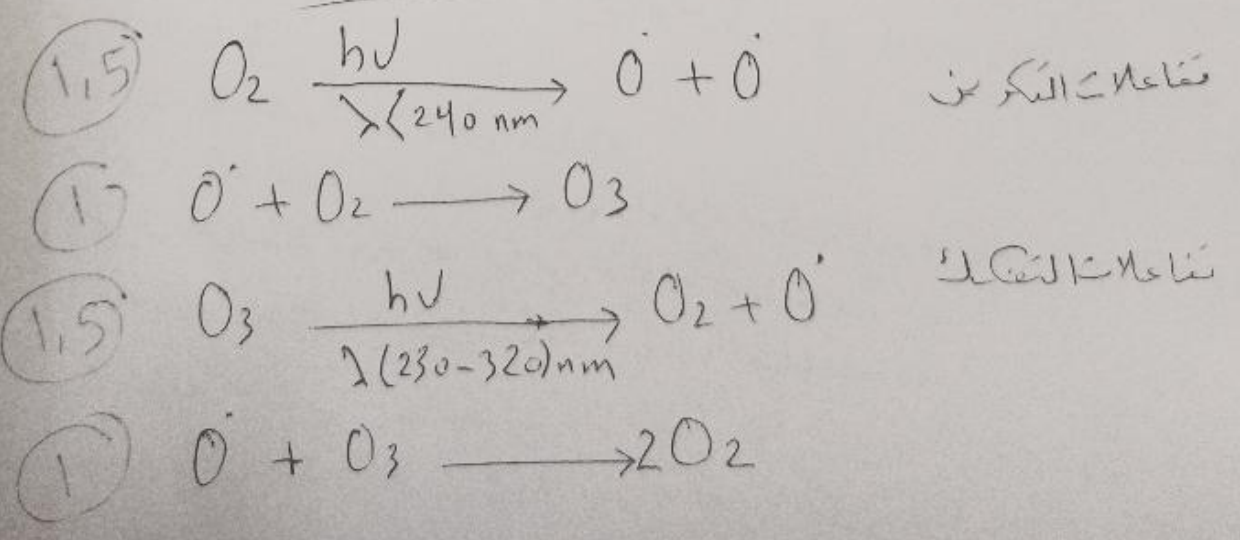 1,5 O₂ hν λ<240 nm → O˙ + O˙ تفاعلات التكوين
1 O˙ + O₂ → O₃
تفاعلات التفكك
1,5 O₃ hν λ(230-320)nm → O₂ + O˙
1 O˙ + O₃ → 2O₂